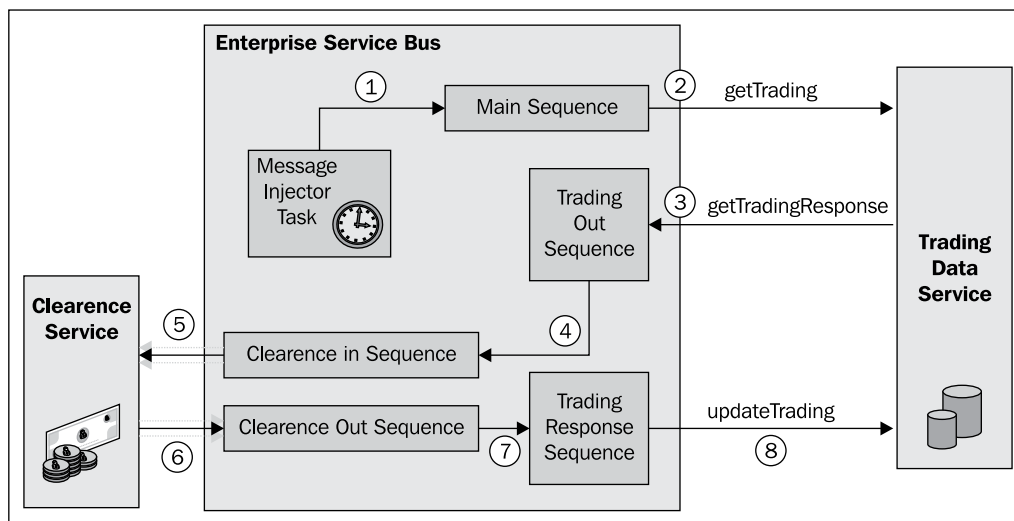 Enterprise Service Bus
1
Main Sequence
2
getTrading
Message
Injector
Task
Trading
Out
Sequence
3
getTradingResponse
Trading
Data
Service
Clearence
Service
5
Clearence in Sequence
4
6
Clearence Out Sequence
7
Trading
Response
Sequence
updateTrading
8